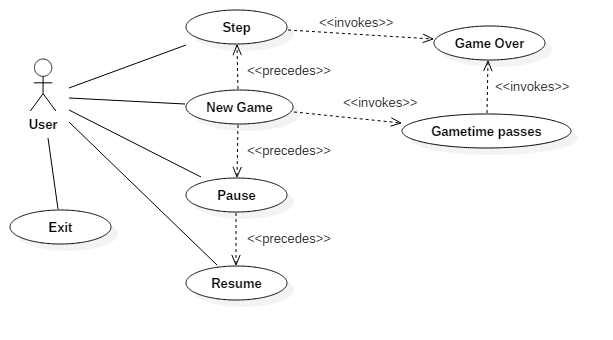 Step
<<invokes>>
Game Over
<<precedes>>
<<invokes>>
New Game
<<invokes>>
User
Gametime passes
<<precedes>>
Pause
Exit
<<precedes>>
Resume